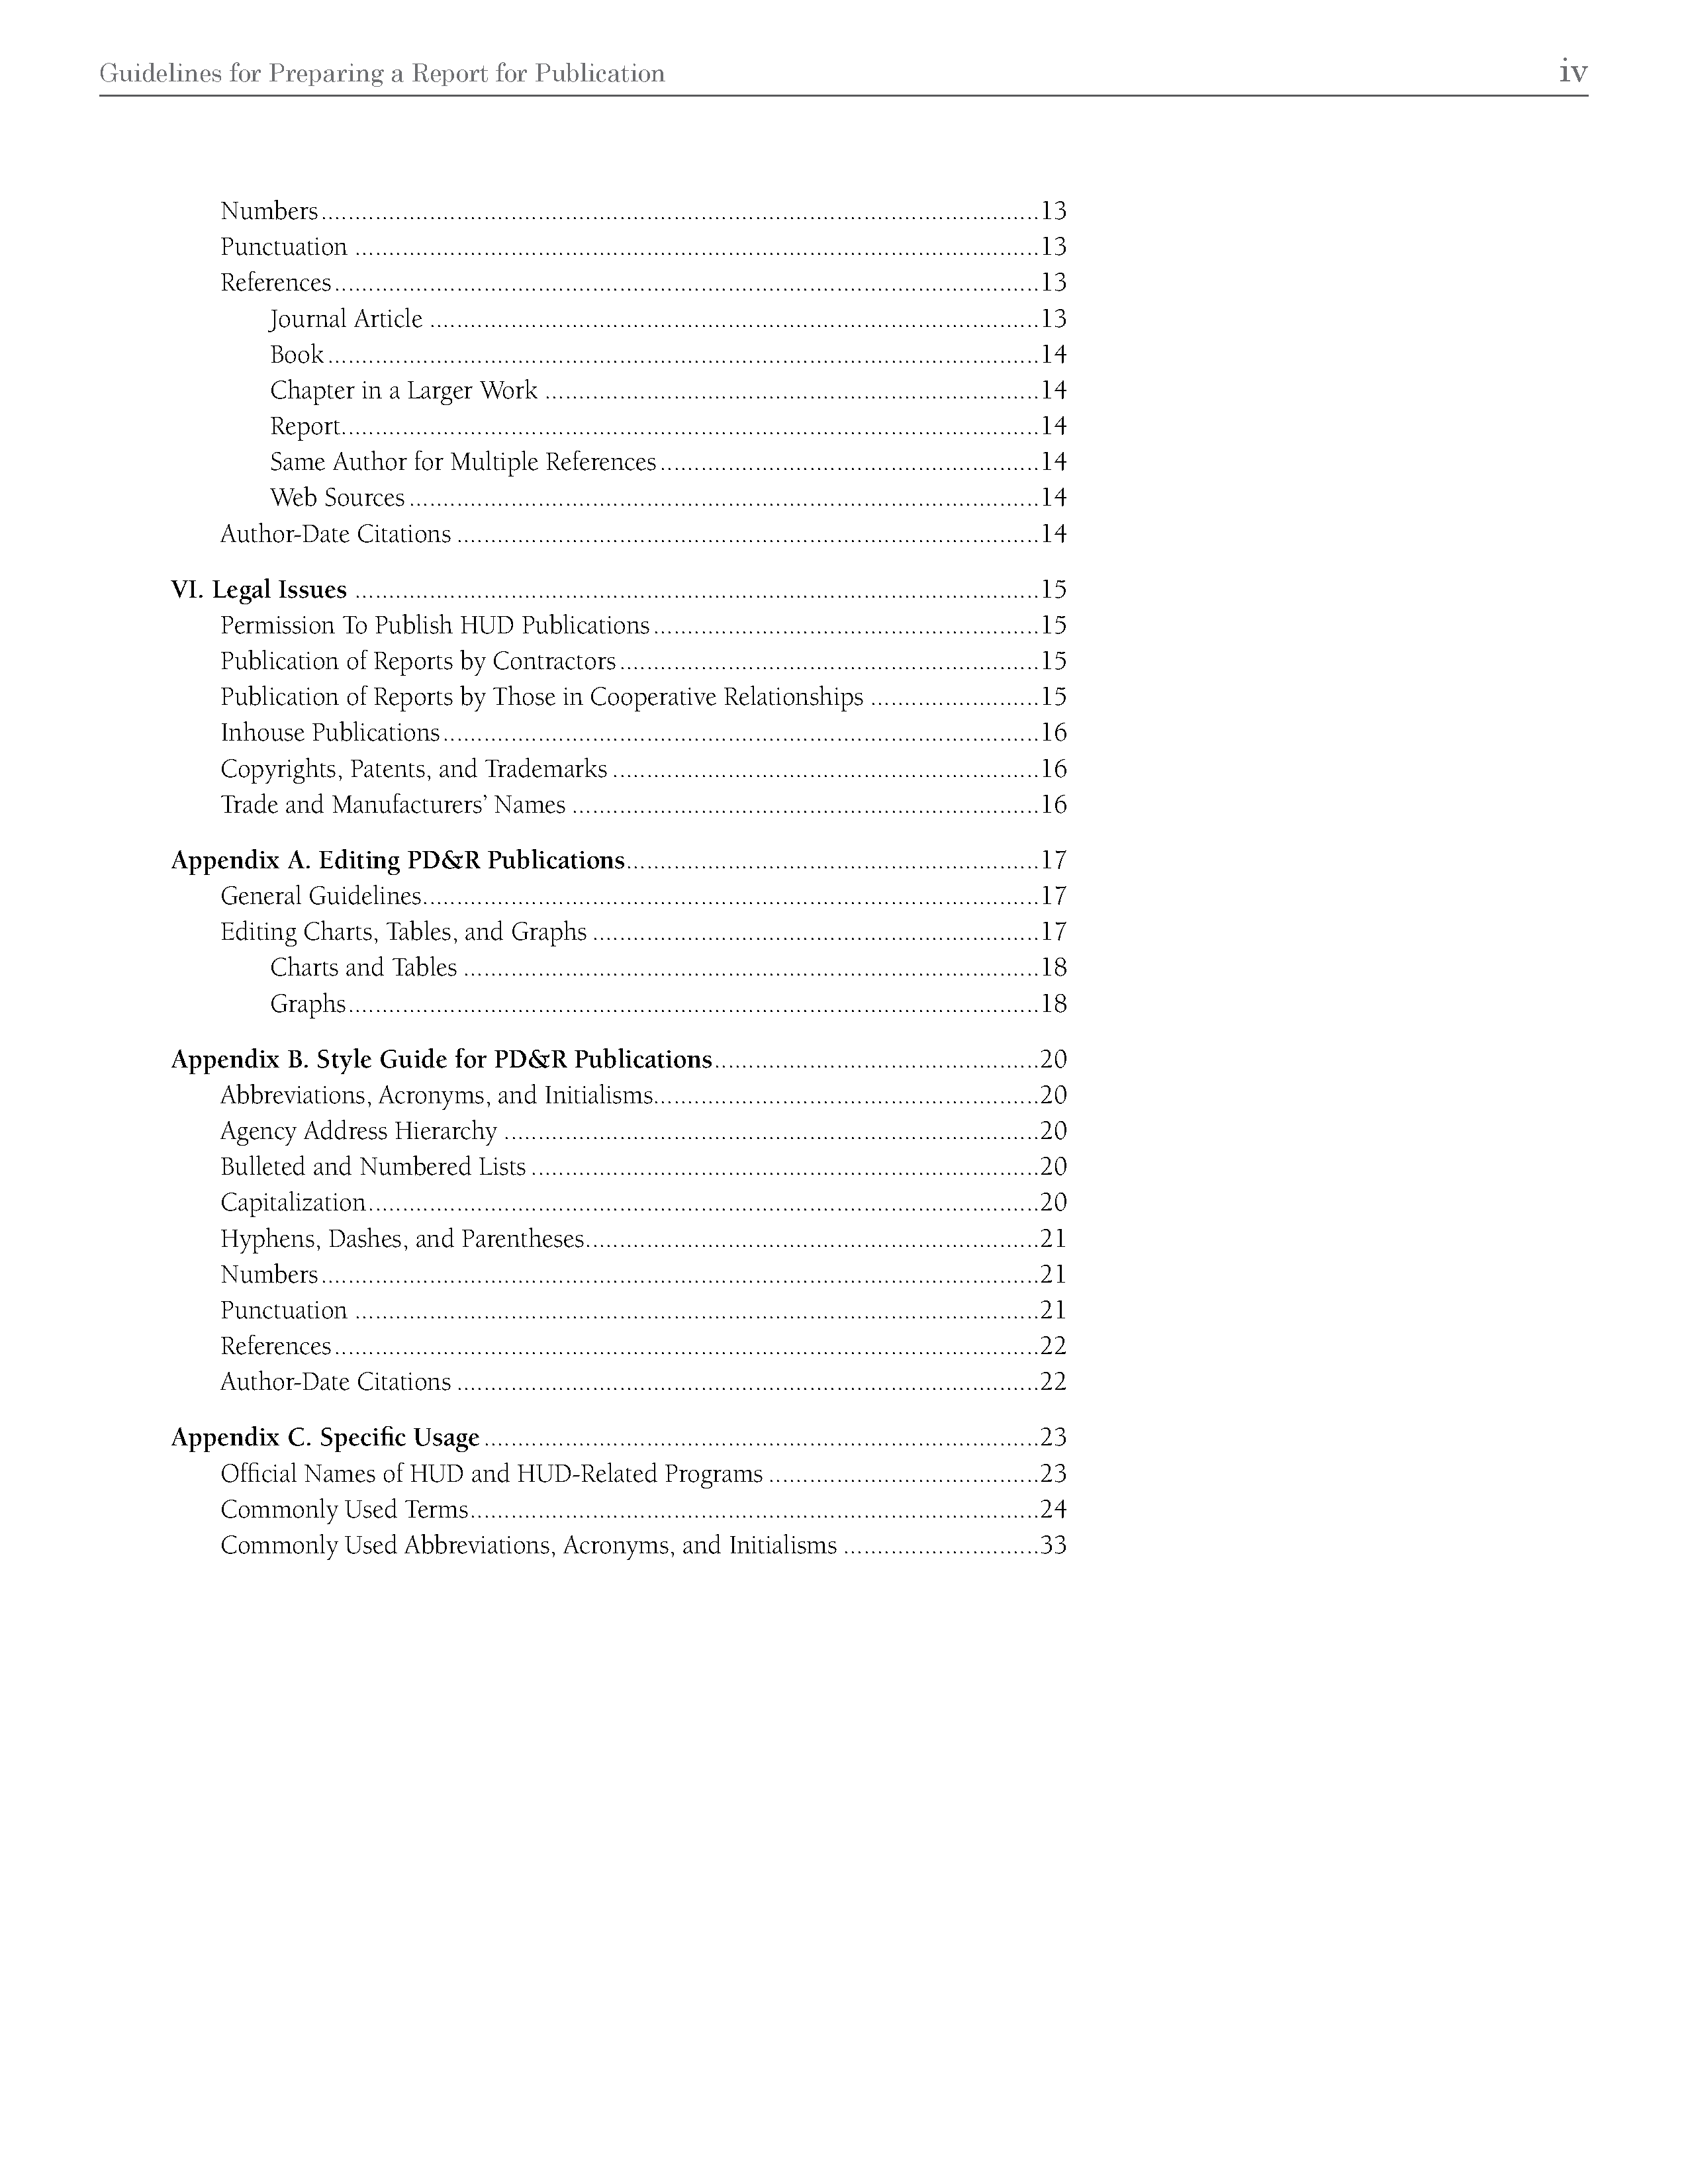 Guidelines for Preparing a Report for Publication iv
Numbers 13
Punctuation 13
References 13
Journal Article 13
Book 14
Chapter in a Larger Work 14
Report 14
Same Author for Multiple References 14
Web Sources 14
Author-Date Citations 14
VI. Legal Issues 15
Permission To Publish HUD Publications 15
Publication of Reports by Contractors 15
Publication of Reports by Those in Cooperative Relationships 15
Inhouse Publications 16
Copyrights, Patents, and Trademarks 16
Trade and Manufacturers’ Names 16
Appendix A. Editing PD&R Publications 17
General Guidelines 17
Editing Charts, Tables, and Graphs 17
Charts and Tables 18
Graphs 18
Appendix B. Style Guide for PD&R Publications 20
Abbreviations, Acronyms, and Initialisms 20
Agency Address Hierarchy 20
Bulleted and Numbered Lists 20
Capitalization 20
Hyphens, Dashes, and Parentheses 21
Numbers 21
Punctuation 21
References 22
Author-Date Citations 22
Appendix C. Specific Usage 23
Official Names of HUD and HUD-Related Programs 23
Commonly Used Terms 24
Commonly Used Abbreviations, Acronyms, and Initialisms 33